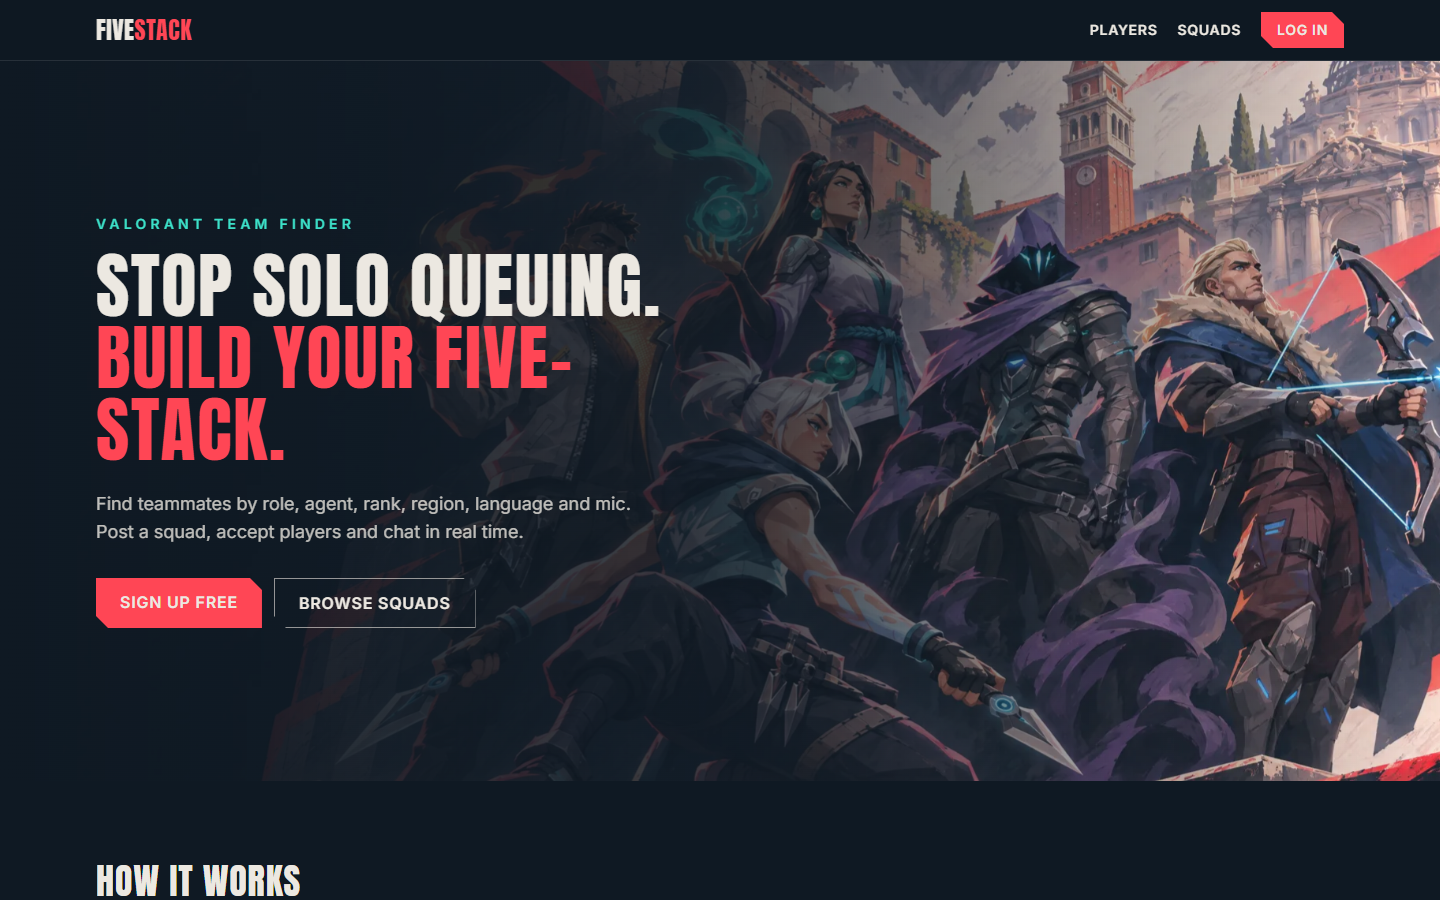 FIVESTACK
PLAYERS
SQUADS
LOG IN
VALORANT TEAM FINDER
STOP SOLO QUEUING.
BUILD YOUR FIVE-
STACK.
Find teammates by role, agent, rank, region, language and mic.
Post a squad, accept players and chat in real time.
SIGN UP FREE
BROWSE SQUADS
HOW IT WORKS